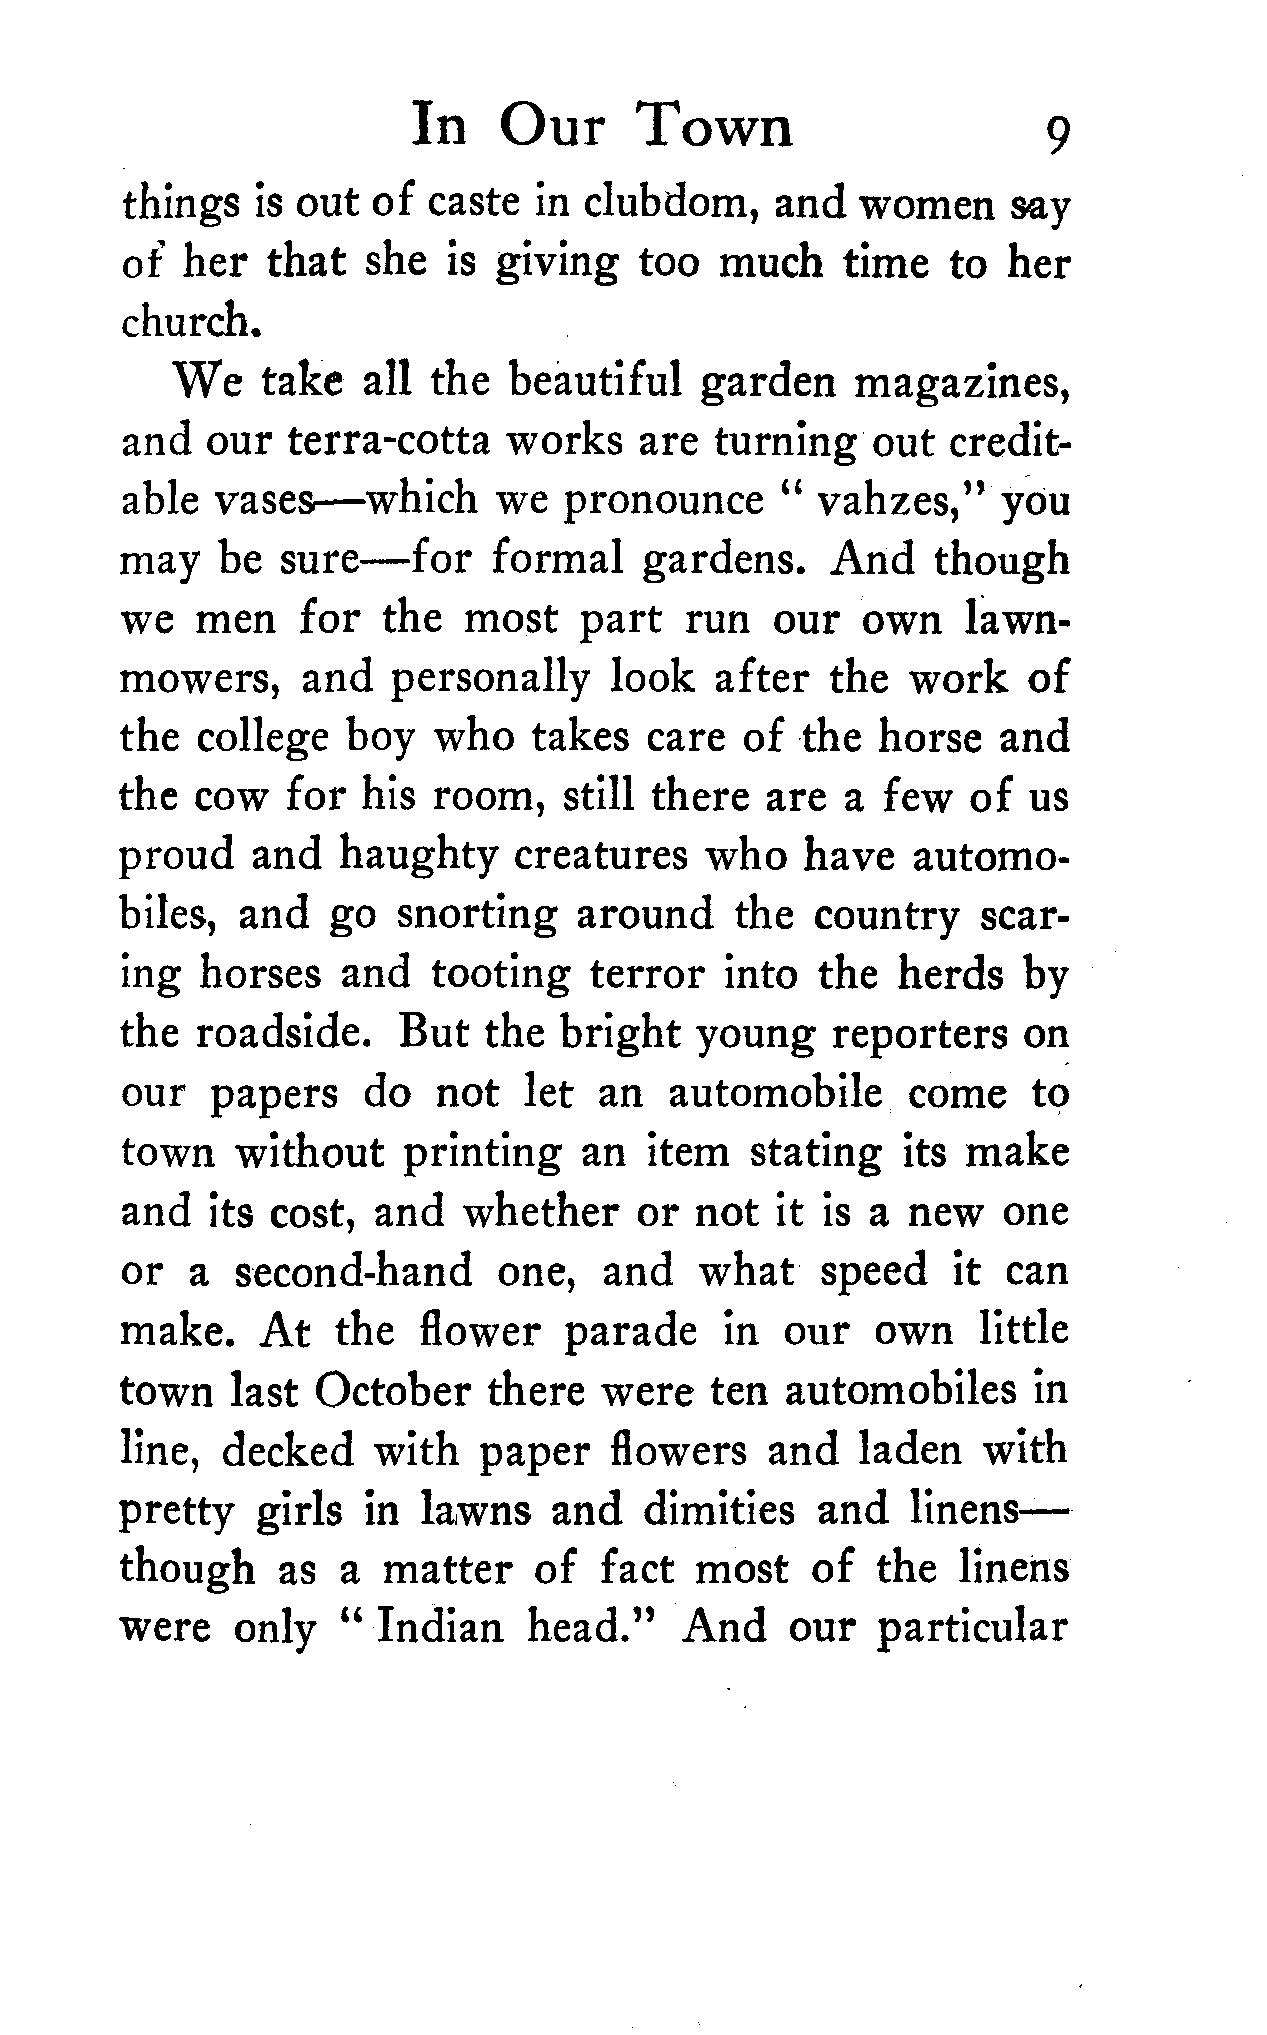 In Our Town 9
things is out of caste in clubdom, and women say
of her that she is giving too much time to her
church.
We take all the beautiful garden magazines,
and our terra-cotta works are turning out credit-
able vases—which we pronounce " vahzes," you
may be sure—for formal gardens. And though
we men for the most part run our own lawn-
mowers, and personally look after the work of
the college boy who takes care of the horse and
the cow for his room, still there are a few of us
proud and haughty creatures who have automo-
biles, and go snorting around the country scar-
ing horses and tooting terror into the herds by
the roadside. But the bright young reporters on
our papers do not let an automobile come to
town without printing an item stating its make
and its cost, and whether or not it is a new one
or a second-hand one, and what speed it can
make. At the flower parade in our own little
town last October there were ten automobiles in
line, decked with paper flowers and laden with
pretty girls in lawns and dimities and linens—
though as a matter of fact most of the linens
were only " Indian head." And our particular